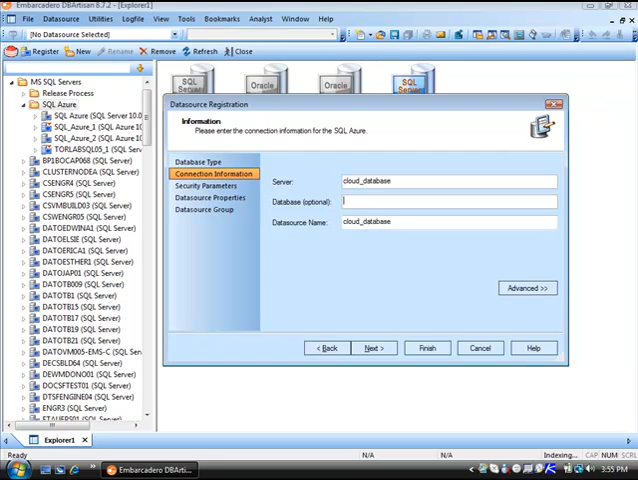 Embarcadero DBArtisan 8.7.2 - [Explorer1]
File Datasource Utilities Logfile View Tools Bookmarks Analyst Window Help
[No Datasource Selected]
Register New Rename Remove Refresh Close
MS SQL Servers
Release Process
SQL Azure
SQL Azure (SQL Server 10.0
SQL_Azure_1 (SQL Azure 10
SQL_Azure_2 (SQL Azure 10
TORLABSQL05_1 (SQL Azure
BP1BOCAP068 (SQL Server)
CLUSTERNODEA (SQL Server)
CSENGR4 (SQL Server)
CSENGR5 (SQL Server)
CSVMBUILD03 (SQL Server)
CSWENGR05 (SQL Server)
DATOEDWINA1 (SQL Server)
DATOELSIE (SQL Server)
DATOERICA1 (SQL Server)
DATOESTHER1 (SQL Server)
DATOJAP01 (SQL Server)
DATOTB009 (SQL Server)
DATOTB1 (SQL Server)
DATOTB15 (SQL Server)
DATOTB17 (SQL Server)
DATOTB19 (SQL Server)
DATOTB21 (SQL Server)
DATOVM005-EMS-C (SQL Server)
DECSBLD64 (SQL Server)
DEWMDONO01 (SQL Server)
DOCSFTEST01 (SQL Server)
DTSFENGINE04 (SQL Server)
ENGR3 (SQL Server)
SQL
Server
Oracle
Oracle
SQL
Server
Datasource Registration
Information
Please enter the connection information for the SQL Azure.
Database Type
Connection Information
Security Parameters
Datasource Properties
Datasource Group
Server: cloud_database
Database (optional):
Datasource Name: cloud_database
Advanced >>
< Back Next > Finish Cancel Help
Explorer1
Ready N/A N/A Indexing... CAP NUM SCRL
Embarcadero DBArti... 3:55 PM